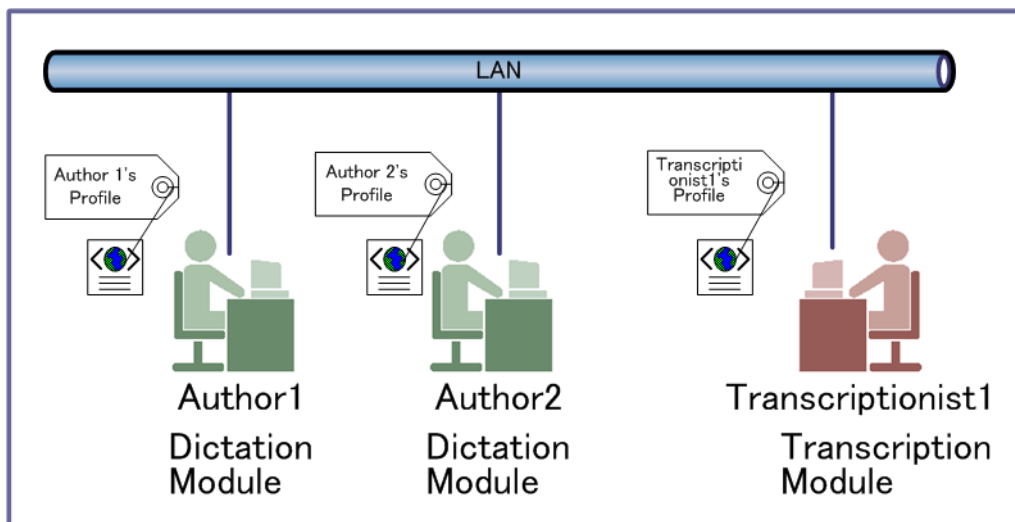 LAN
Author 1's
Profile
Author 2's
Profile
Transcripti
onist1's
Profile
Author1
Dictation
Module
Author2
Dictation
Module
Transcriptionist1
Transcription
Module